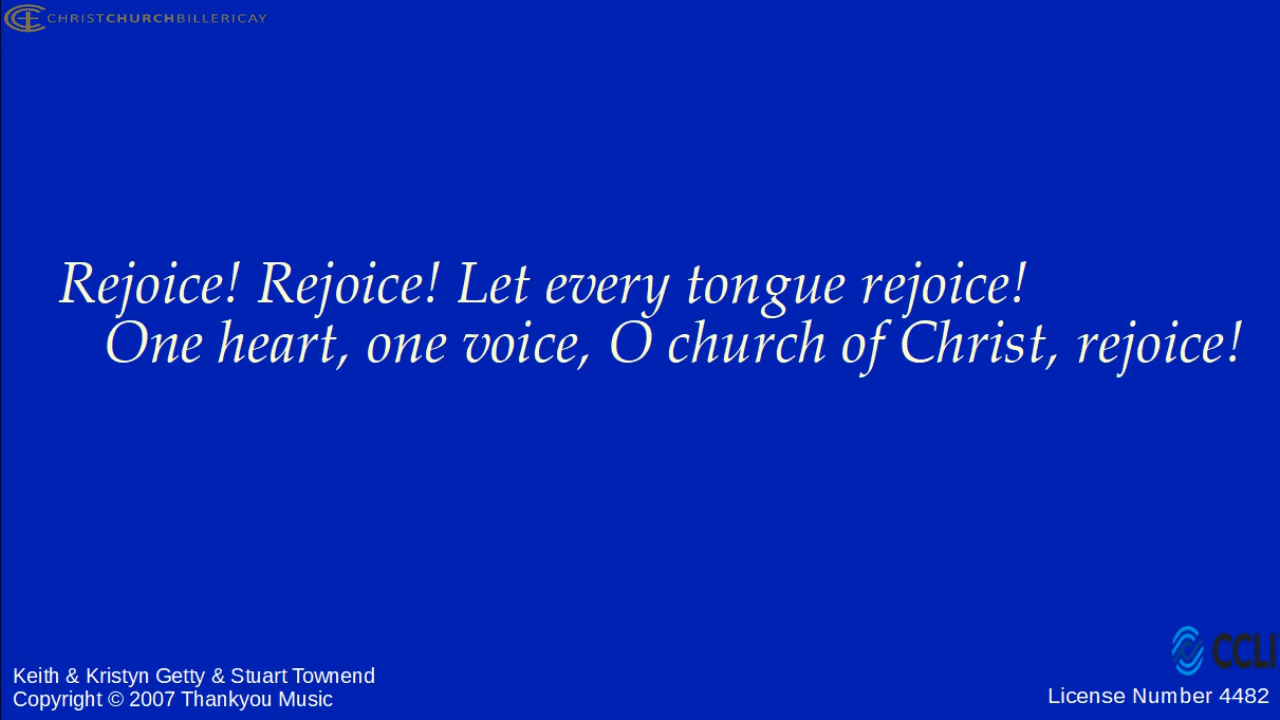 CHRISTCHURCHBILLERICAY
Rejoice! Rejoice! Let every tongue rejoice!
One heart, one voice, O church of Christ, rejoice!
Keith & Kristyn Getty & Stuart Townend
Copyright © 2007 Thankyou Music
CCLI
License Number 4482